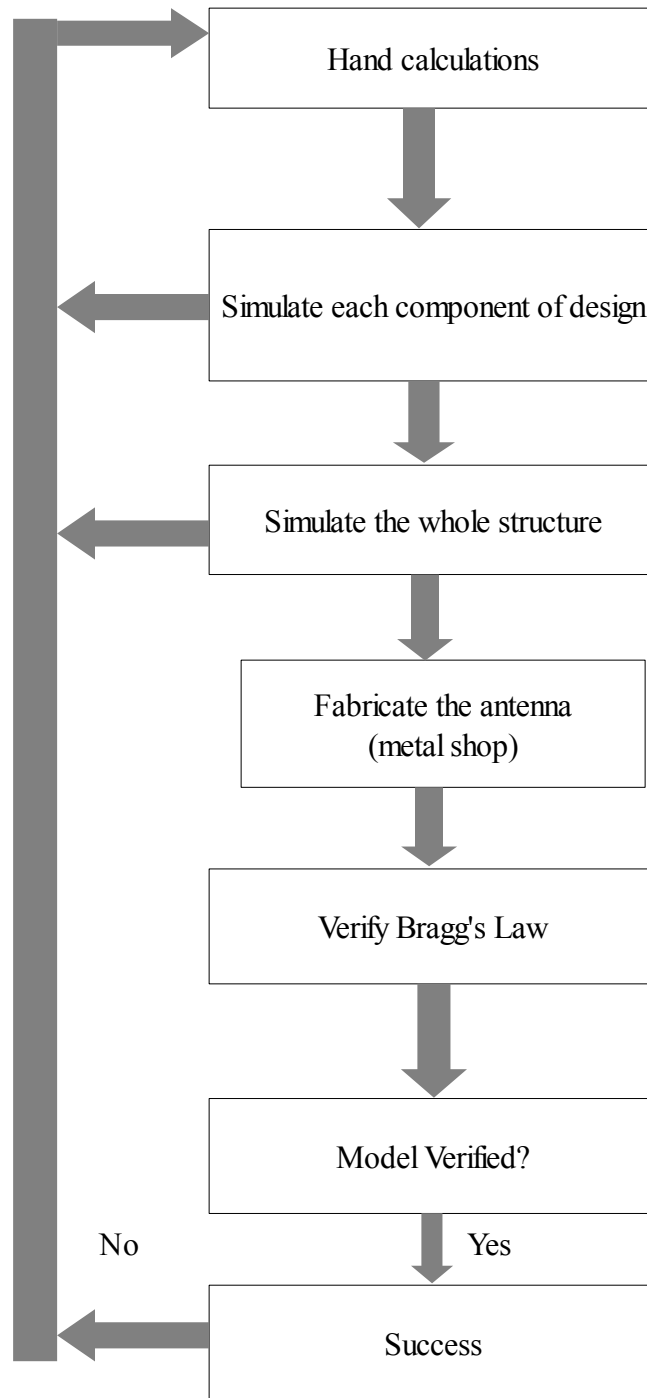 Hand calculations
Simulate each component of design
Simulate the whole structure
Fabricate the antenna
(metal shop)
Verify Bragg's Law
Model Verified?
No
Yes
Success